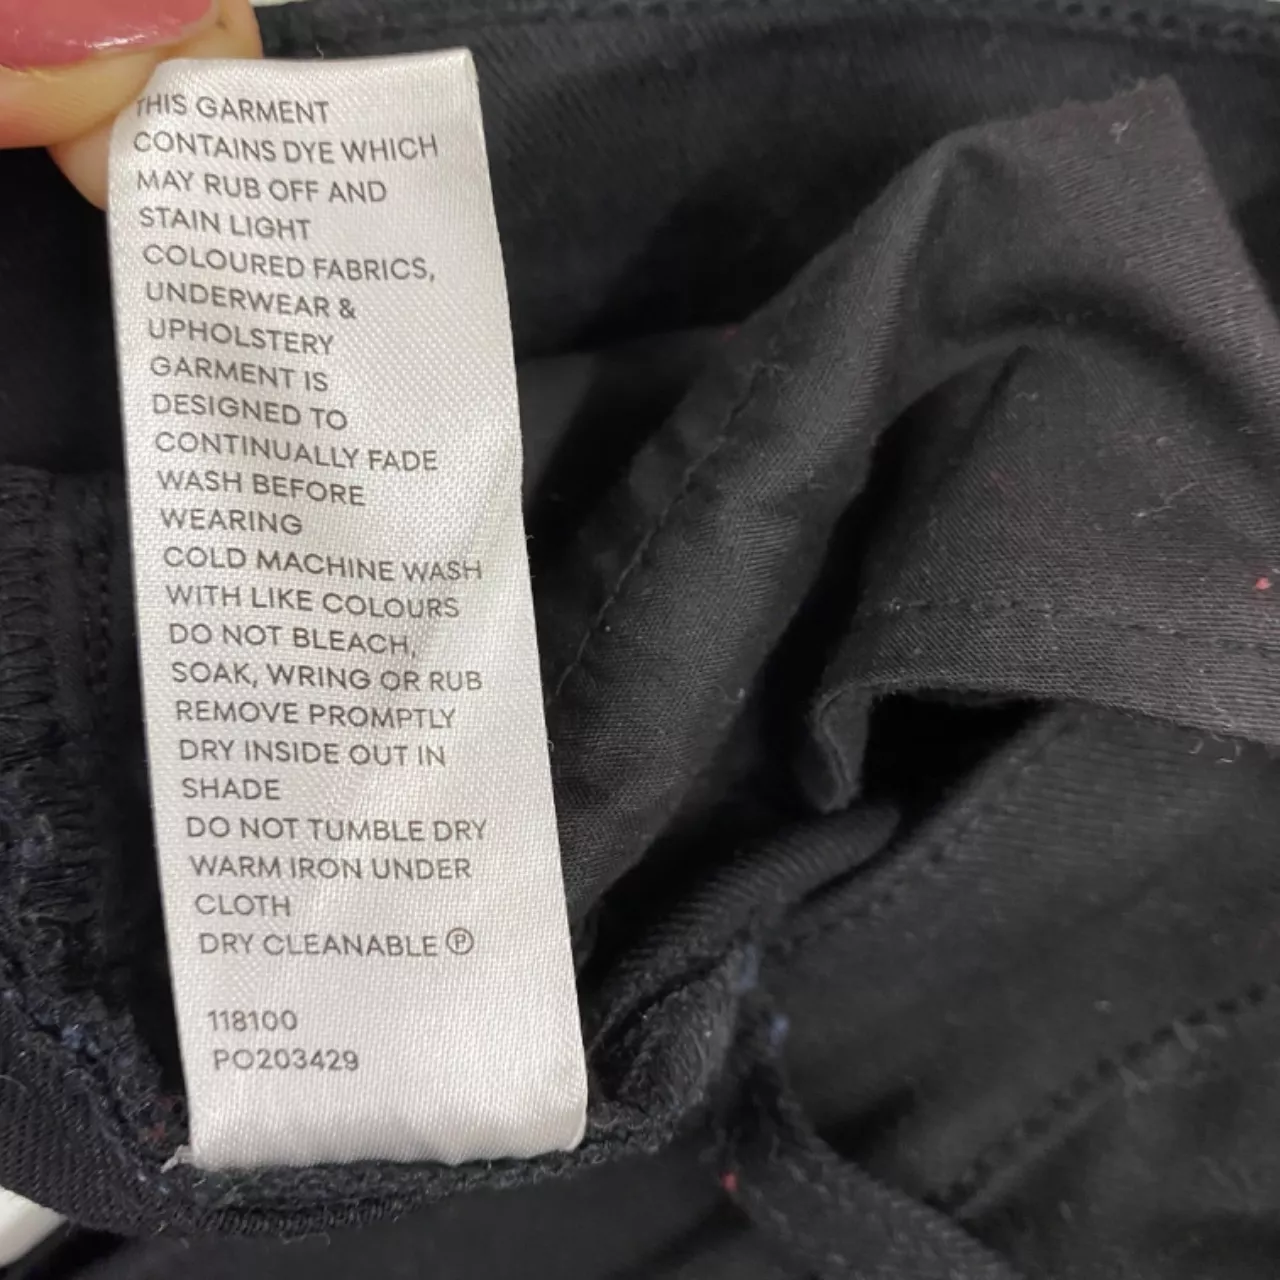 THIS GARMENT
CONTAINS DYE WHICH
MAY RUB OFF AND
STAIN LIGHT
COLOURED FABRICS,
UNDERWEAR &
UPHOLSTERY
GARMENT IS
DESIGNED TO
CONTINUALLY FADE
WASH BEFORE
WEARING
COLD MACHINE WASH
WITH LIKE COLOURS
DO NOT BLEACH,
SOAK, WRING OR RUB
REMOVE PROMPTLY
DRY INSIDE OUT IN
SHADE
DO NOT TUMBLE DRY
WARM IRON UNDER
CLOTH
DRY CLEANABLE Ⓟ
118100
PO203429